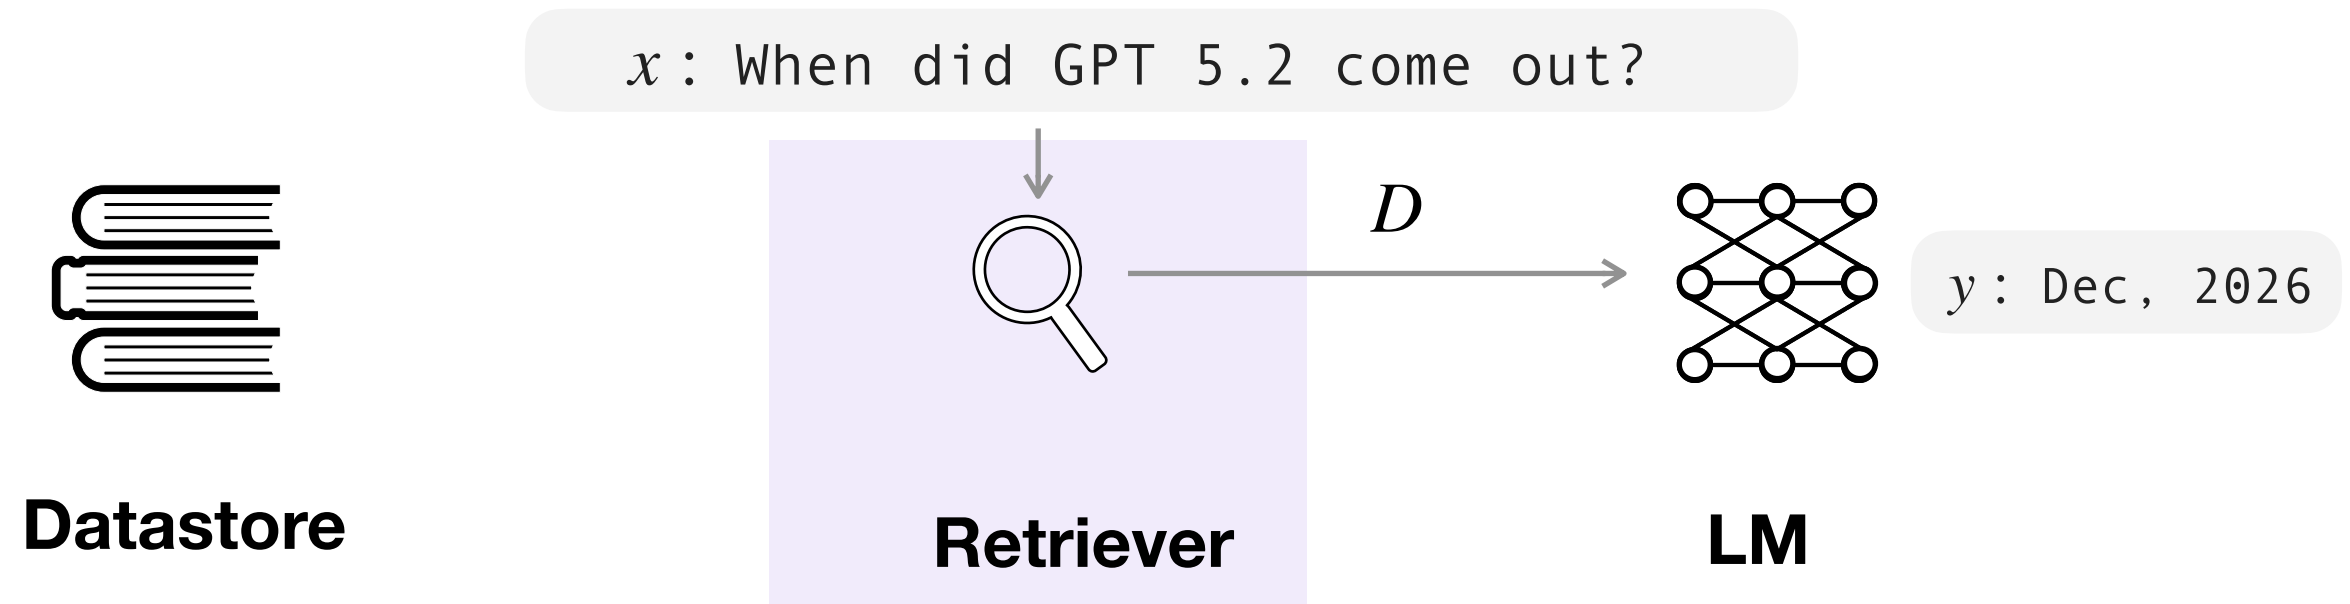 x: When did GPT 5.2 come out?
D
y: Dec, 2026
Datastore
Retriever
LM